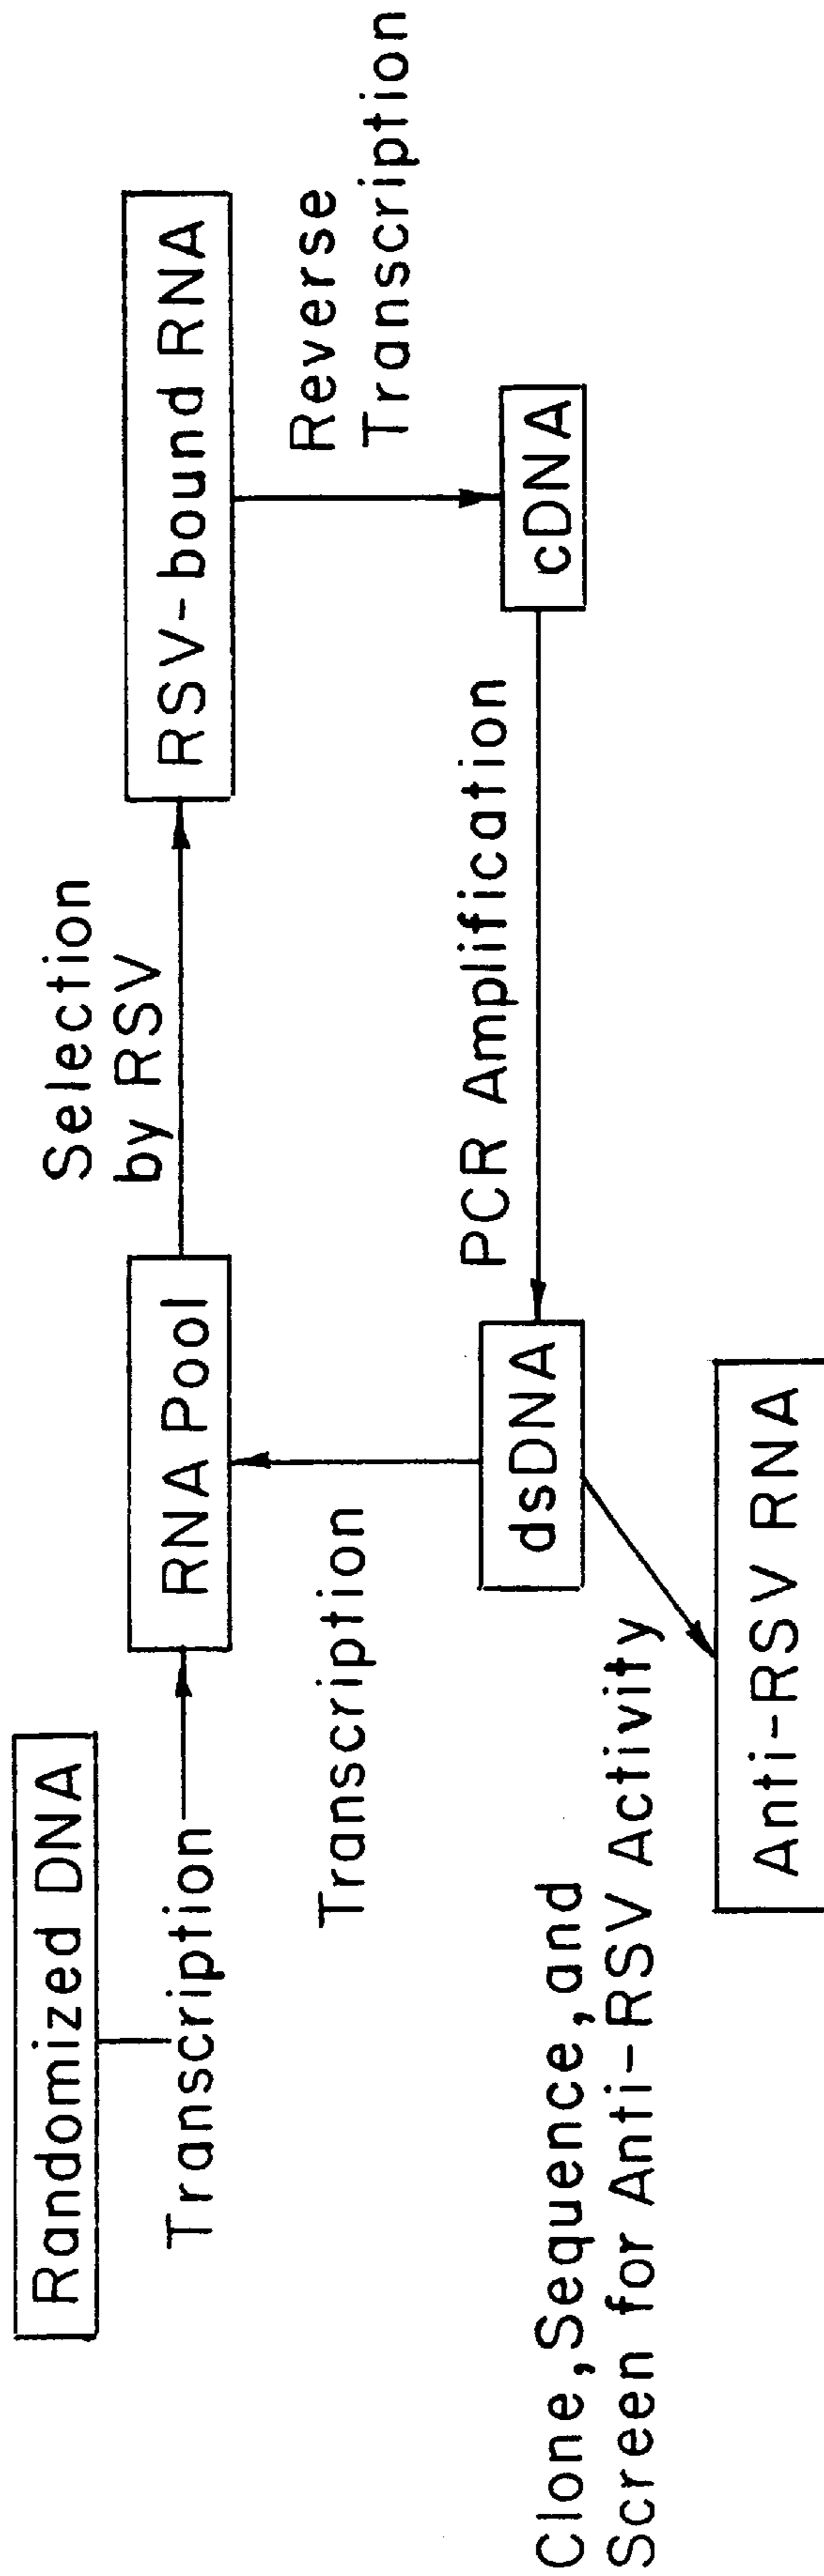 Randomized DNA
Transcription
RNA Pool
Selection
by RSV
RSV-bound RNA
Reverse
Transcription
cDNA
PCR Amplification
dsDNA
Transcription
Clone, Sequence, and
Screen for Anti-RSV Activity
Anti-RSV RNA